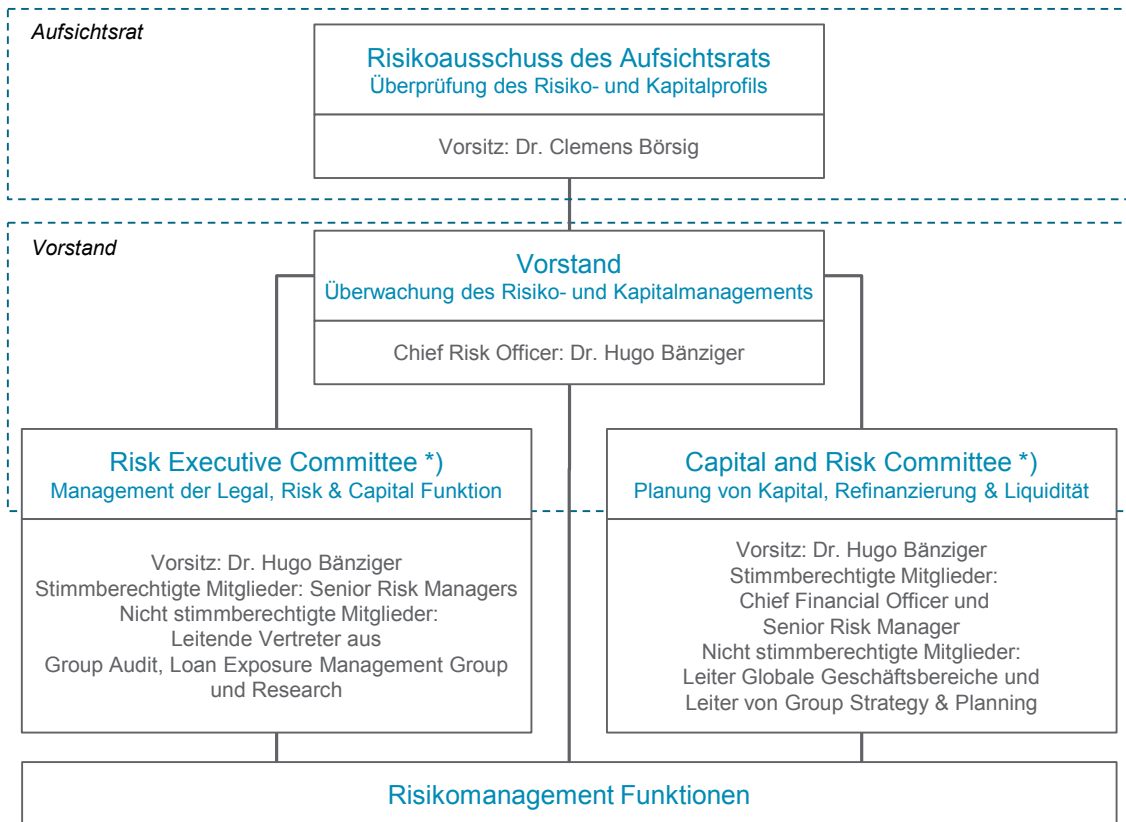 Aufsichtsrat
Risikoausschuss des Aufsichtsrats
Überprüfung des Risiko- und Kapitalprofils
Vorsitz: Dr. Clemens Börsig
Vorstand
Vorstand
Überwachung des Risiko- und Kapitalmanagements
Chief Risk Officer: Dr. Hugo Bänziger
Risk Executive Committee *)
Management der Legal, Risk & Capital Funktion
Vorsitz: Dr. Hugo Bänziger
Stimmberechtigte Mitglieder: Senior Risk Managers
Nicht stimmberechtigte Mitglieder:
Leitende Vertreter aus
Group Audit, Loan Exposure Management Group
und Research
Capital and Risk Committee *)
Planung von Kapital, Refinanzierung & Liquidität
Vorsitz: Dr. Hugo Bänziger
Stimmberechtigte Mitglieder:
Chief Financial Officer und
Senior Risk Manager
Nicht stimmberechtigte Mitglieder:
Leiter Globale Geschäftsbereiche und
Leiter von Group Strategy & Planning
Risikomanagement Funktionen